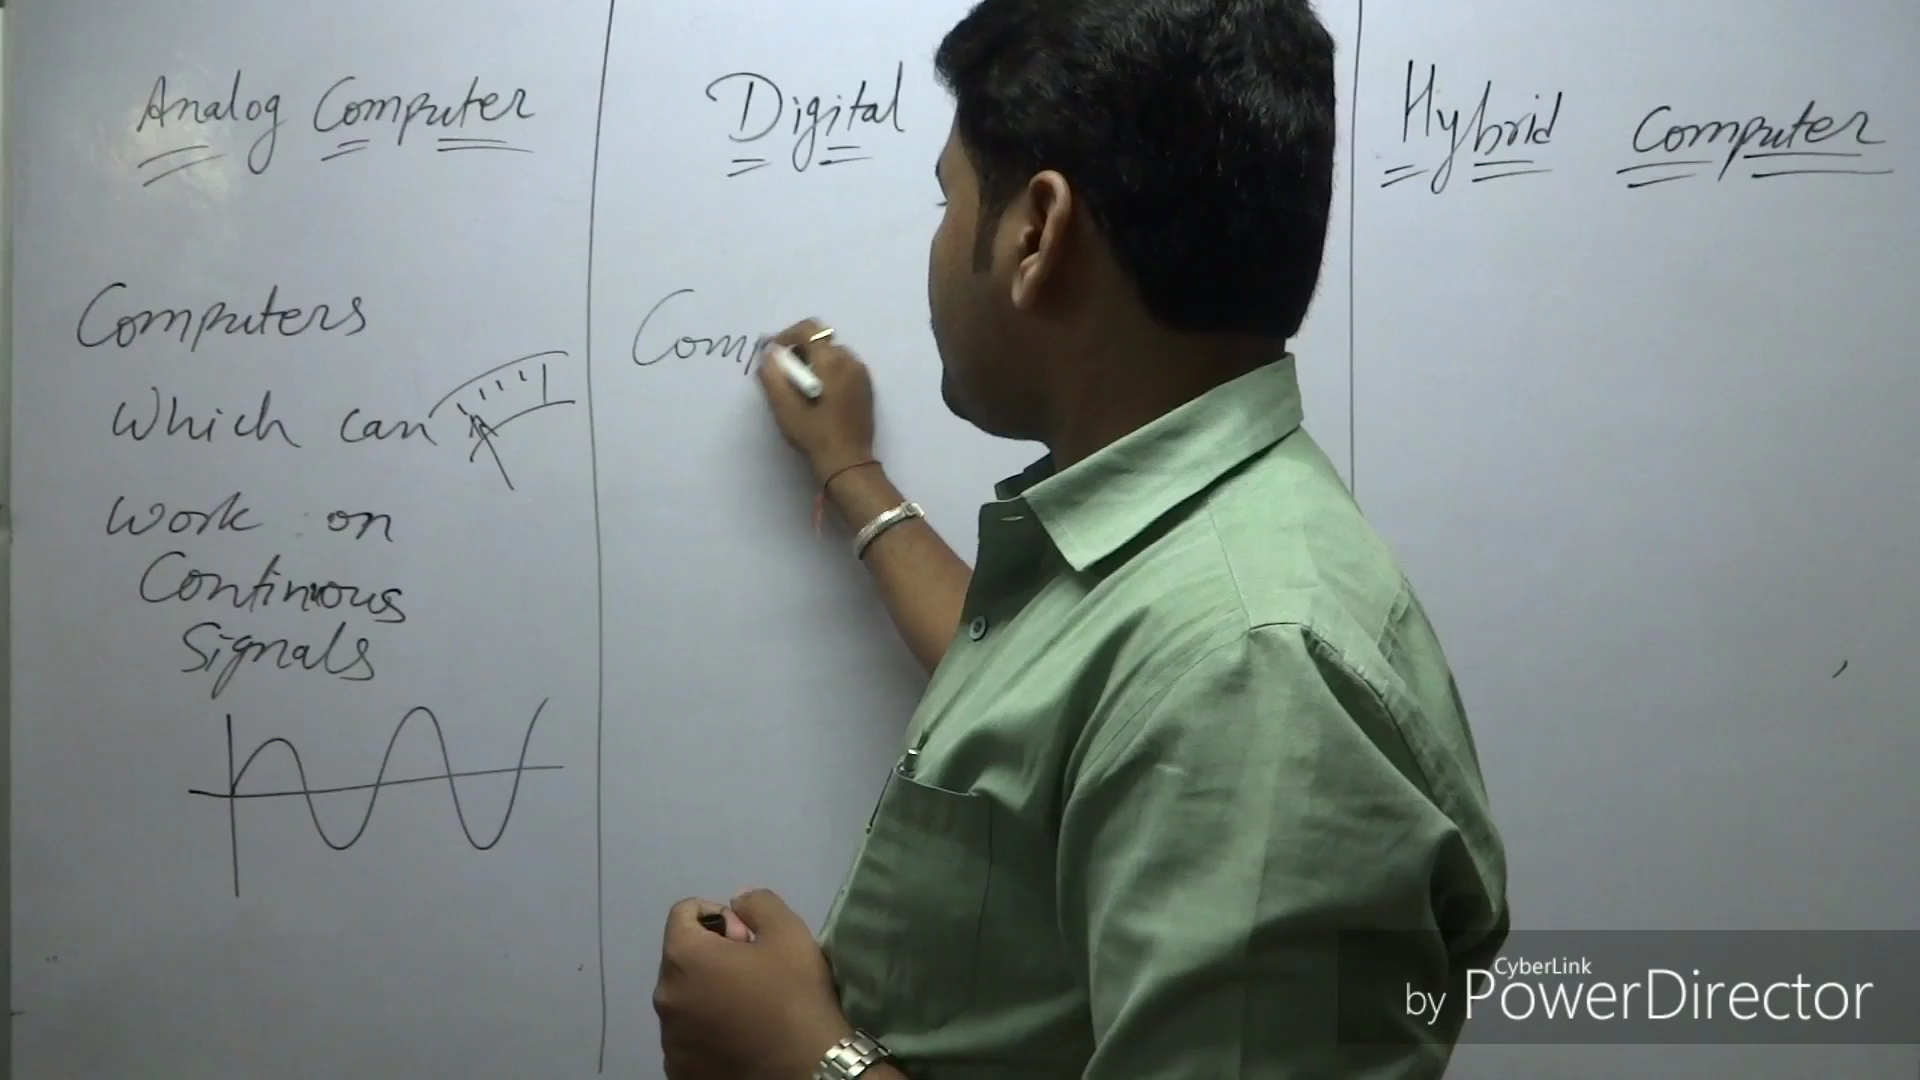 Analog Computer
Digital
Hybrid Computer
Computers
Which can
work on
Continuous
Signals
Comp
CyberLink
by PowerDirector